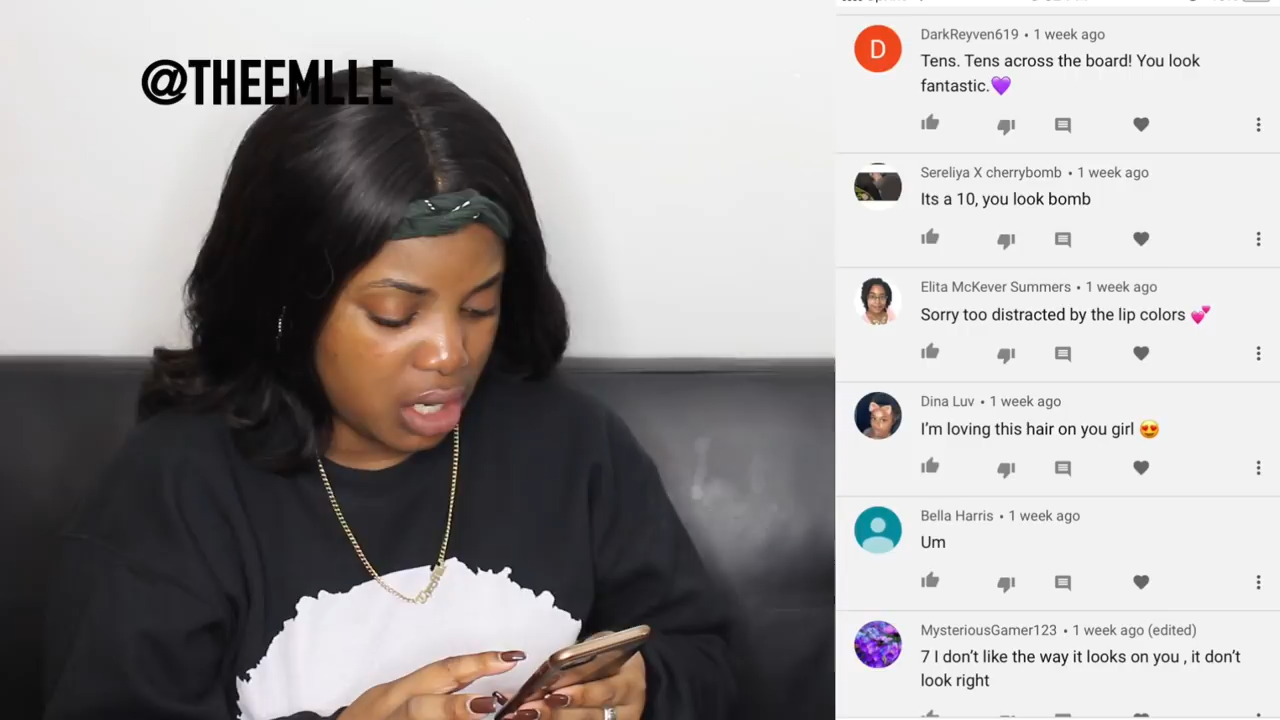 @THEEMLLE
DarkReyven619 • 1 week ago
Tens. Tens across the board! You look
fantastic.💜
Sereliya X cherrybomb • 1 week ago
Its a 10, you look bomb
Elita McKever Summers • 1 week ago
Sorry too distracted by the lip colors 💕
Dina Luv • 1 week ago
I’m loving this hair on you girl 😍
Bella Harris • 1 week ago
Um
MysteriousGamer123 • 1 week ago (edited)
7 I don’t like the way it looks on you , it don’t
look right
D